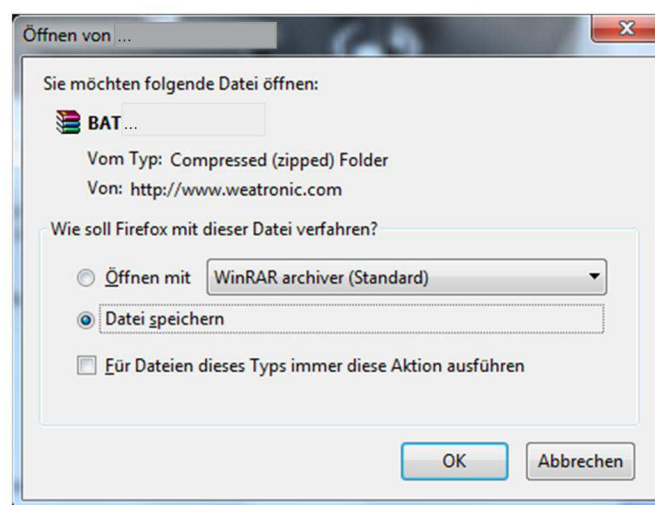 Öffnen von ...
Sie möchten folgende Datei öffnen:
BAT...
Vom Typ: Compressed (zipped) Folder
Von: http://www.weatronic.com
Wie soll Firefox mit dieser Datei verfahren?
Öffnen mit WinRAR archiver (Standard)
Datei speichern
Für Dateien dieses Typs immer diese Aktion ausführen
OK Abbrechen